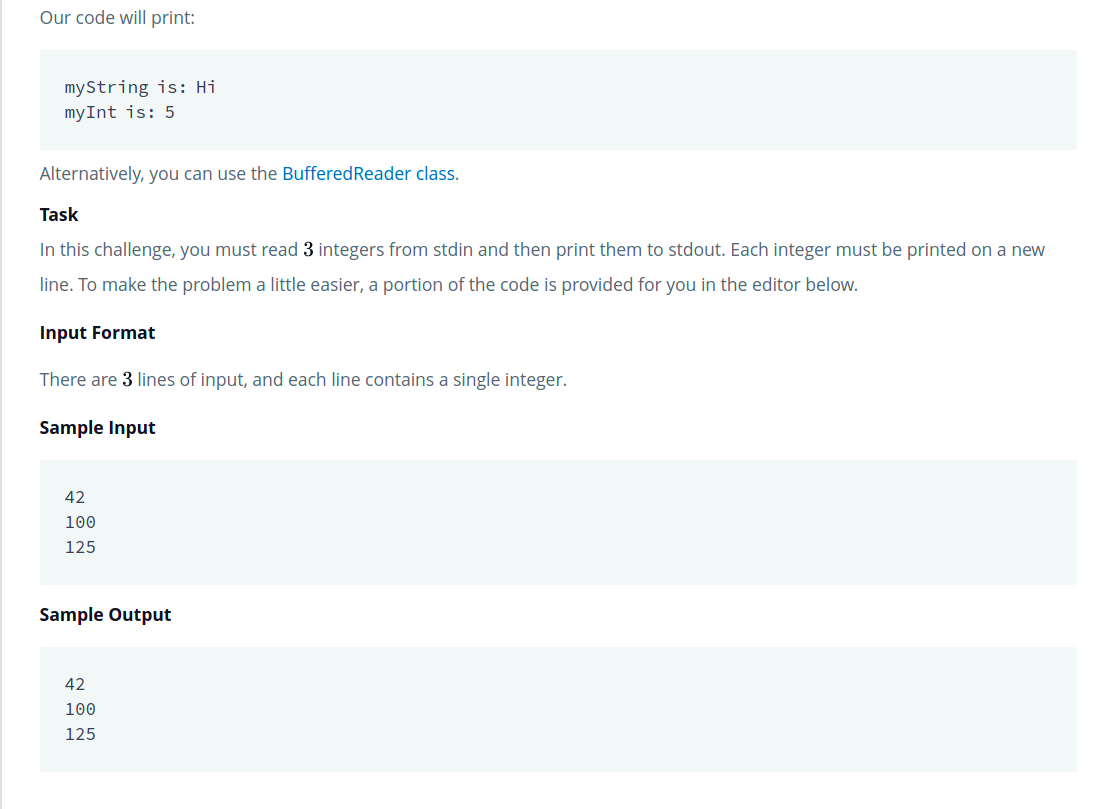 Our code will print:
myString is: Hi
myInt is: 5
Alternatively, you can use the BufferedReader class.
Task
In this challenge, you must read 3 integers from stdin and then print them to stdout. Each integer must be printed on a new
line. To make the problem a little easier, a portion of the code is provided for you in the editor below.
Input Format
There are 3 lines of input, and each line contains a single integer.
Sample Input
42
100
125
Sample Output
42
100
125